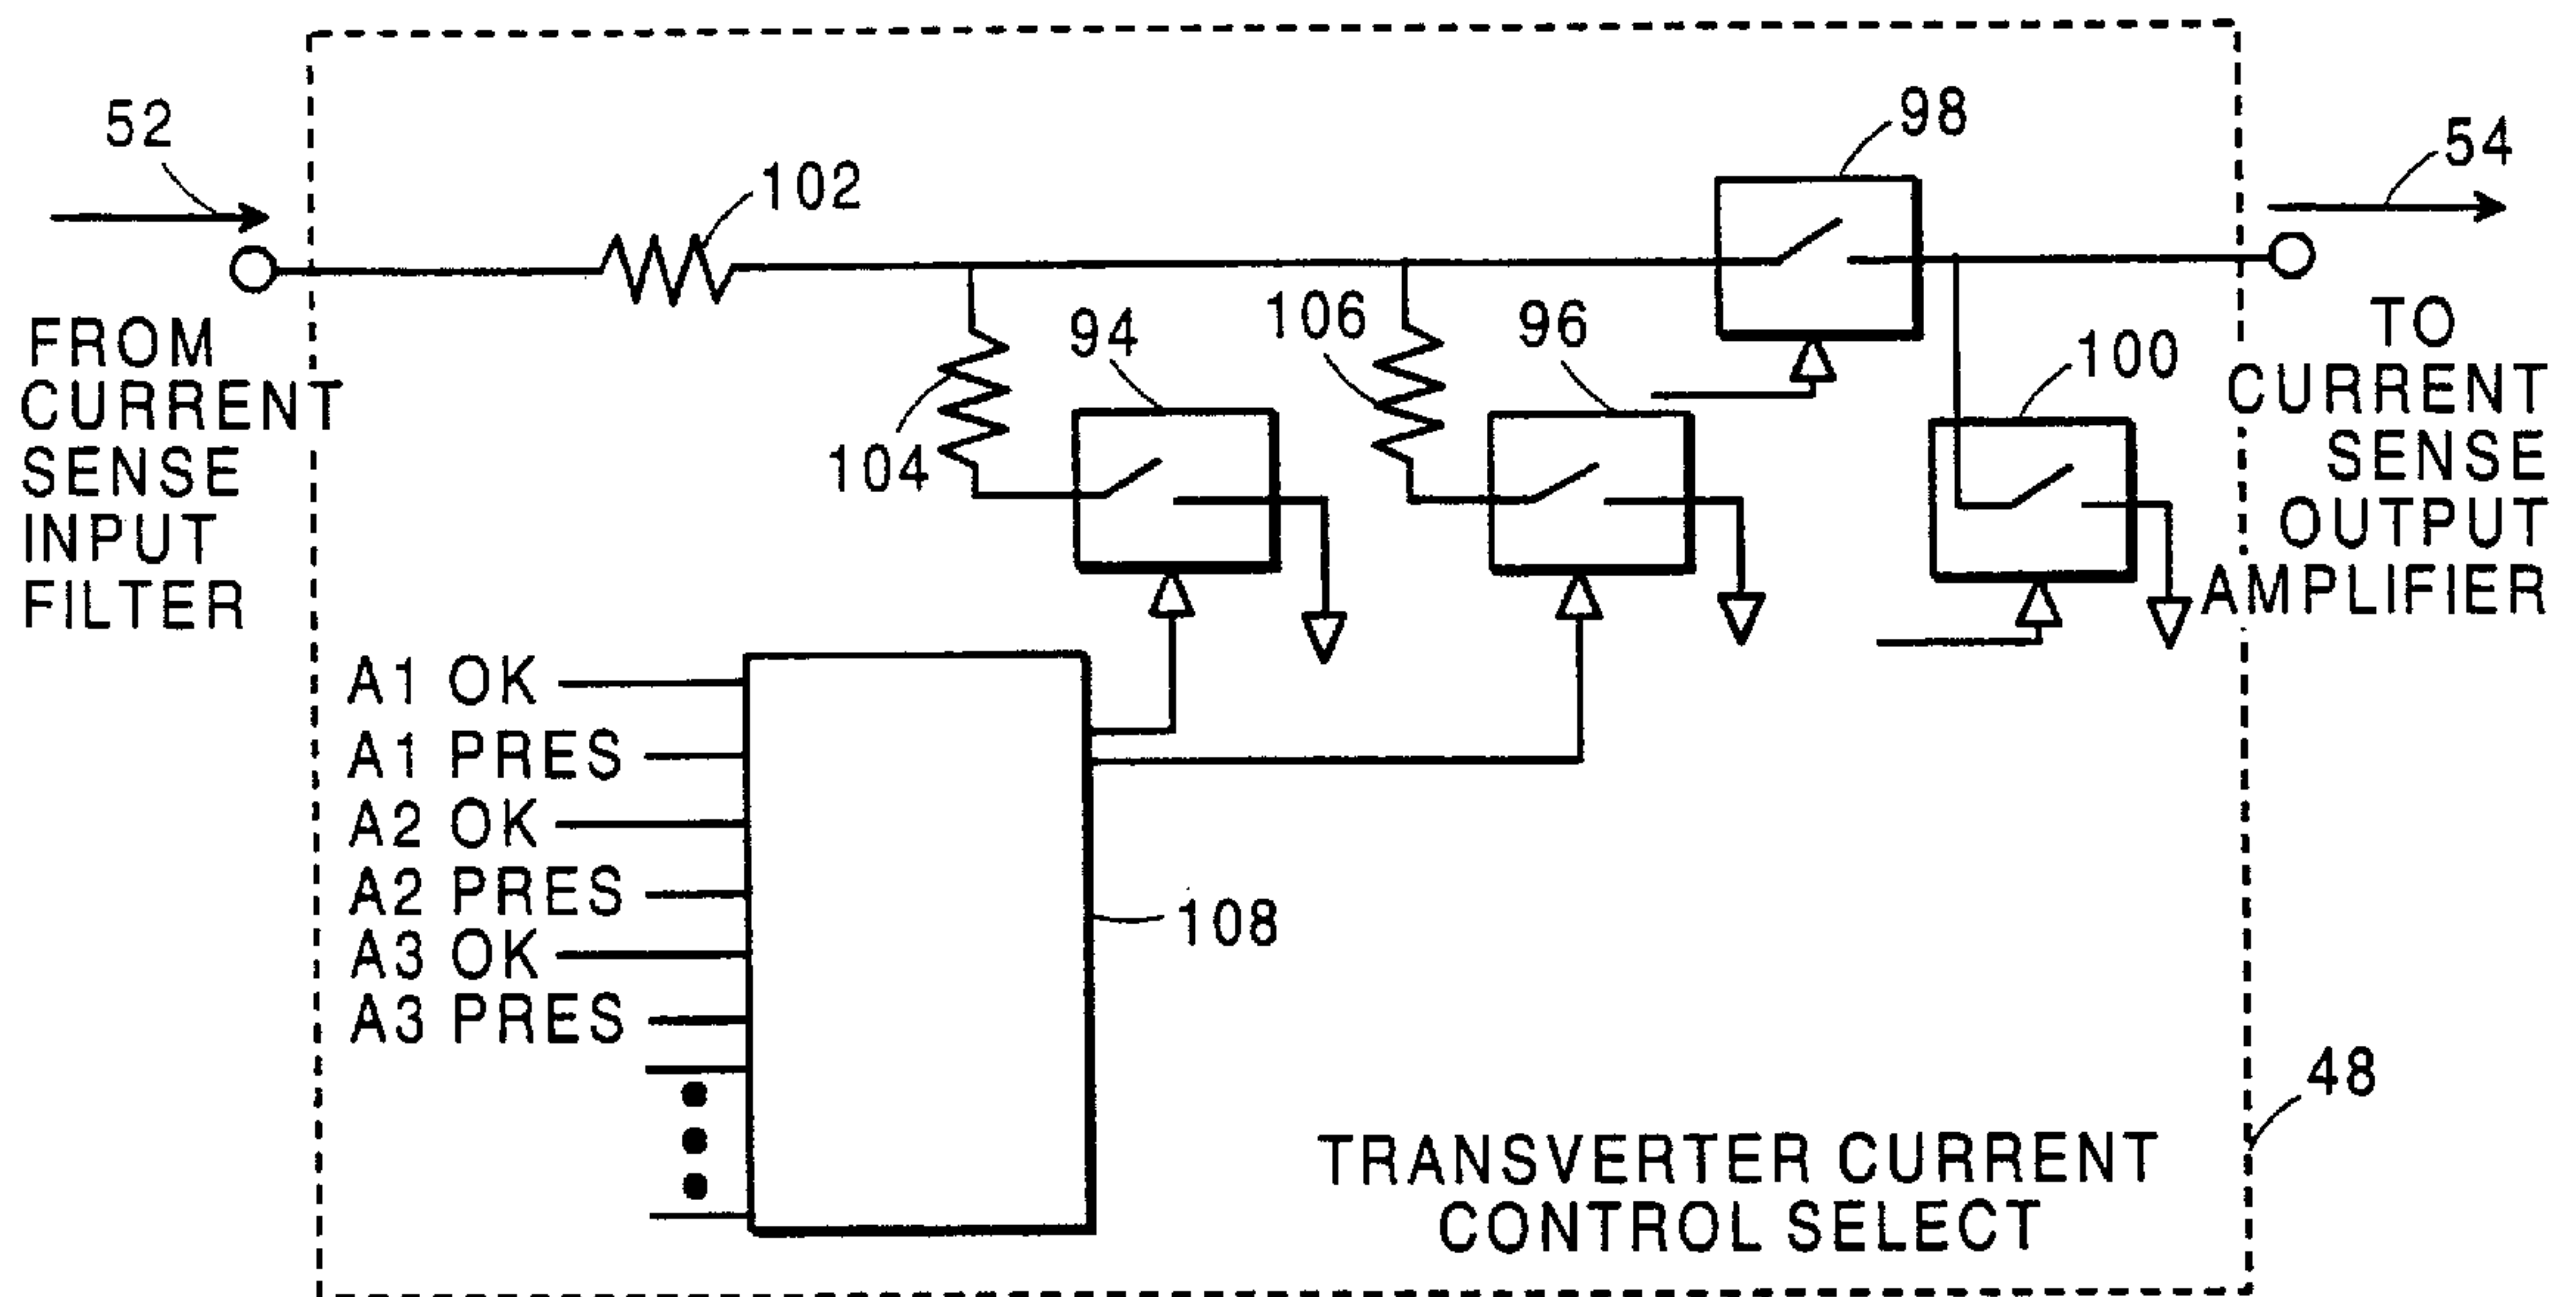 52
102
98
54
FROM
CURRENT
SENSE
INPUT
FILTER
104
94
106
96
100
TO
CURRENT
SENSE
OUTPUT
AMPLIFIER
A1 OK
A1 PRES
A2 OK
A2 PRES
A3 OK
A3 PRES
108
48
TRANSVERTER CURRENT
CONTROL SELECT